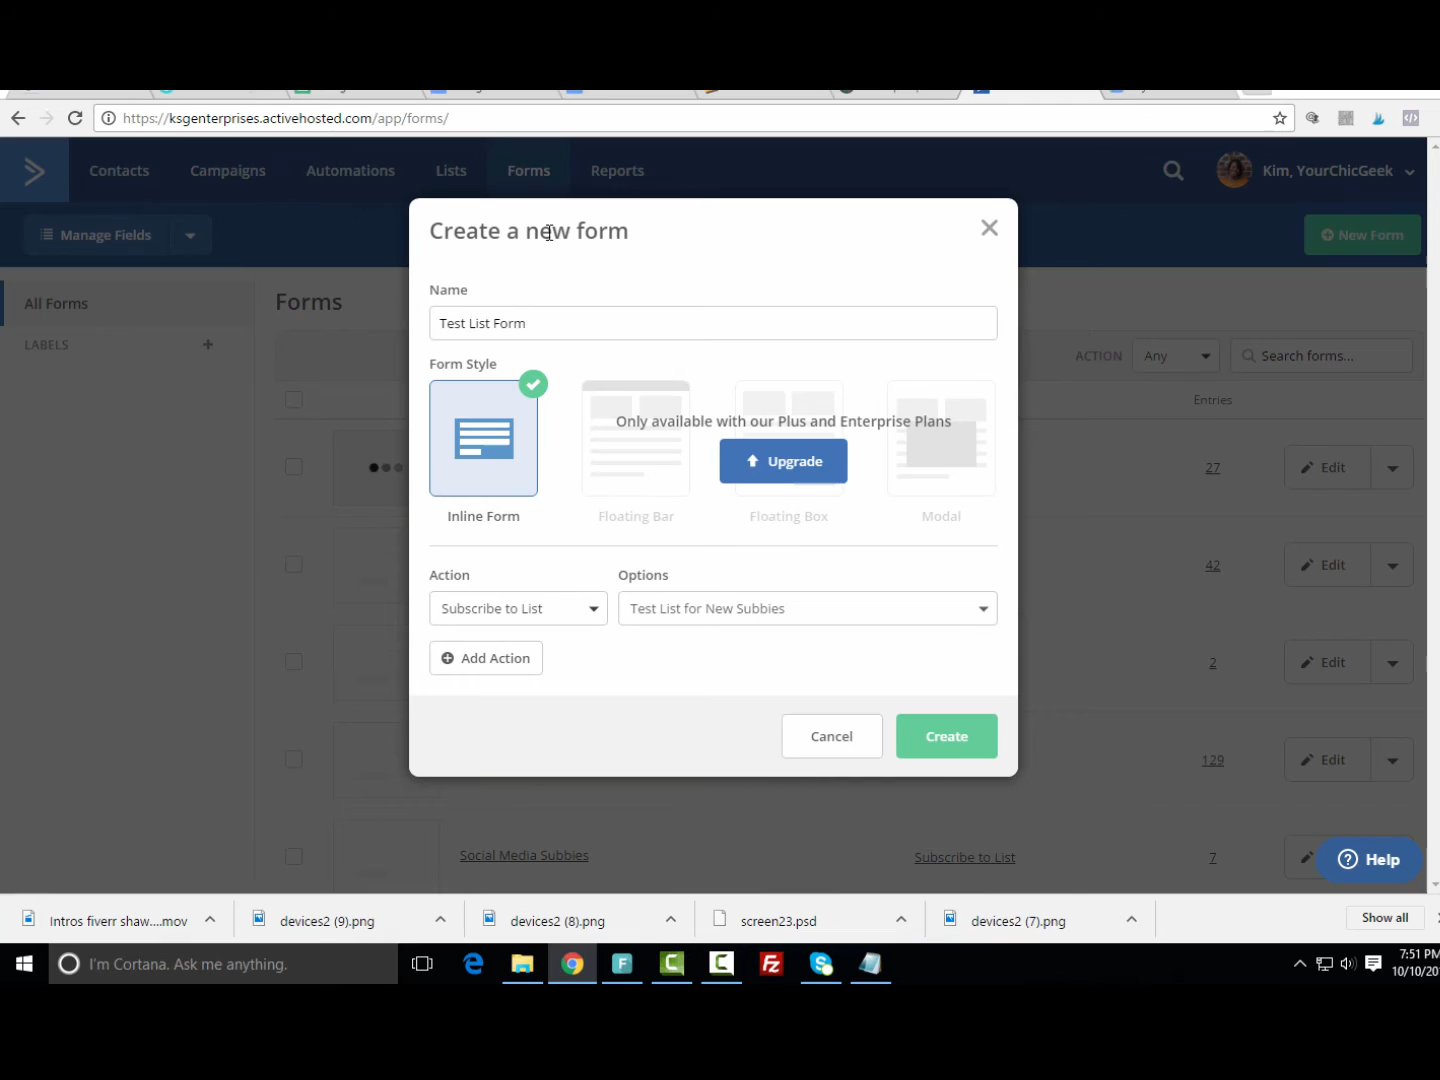 https://ksgenterprises.activehosted.com/app/forms/
Contacts
Campaigns
Automations
Lists
Forms
Reports
Kim, YourChicGeek
Manage Fields
New Form
Create a new form
All Forms
Forms
Name
LABELS
Test List Form
ACTION
Any
Search forms...
Form Style
Entries
Only available with our Plus and Enterprise Plans
Upgrade
27
Edit
Inline Form
Floating Bar
Floating Box
Modal
42
Edit
Action
Options
Subscribe to List
Test List for New Subbies
Add Action
2
Edit
Cancel
Create
129
Edit
Social Media Subbies
Subscribe to List
7
Help
Intros fiverr shaw....mov
devices2 (9).png
devices2 (8).png
screen23.psd
devices2 (7).png
Show all
I'm Cortana. Ask me anything.
7:51 PM
10/10/20